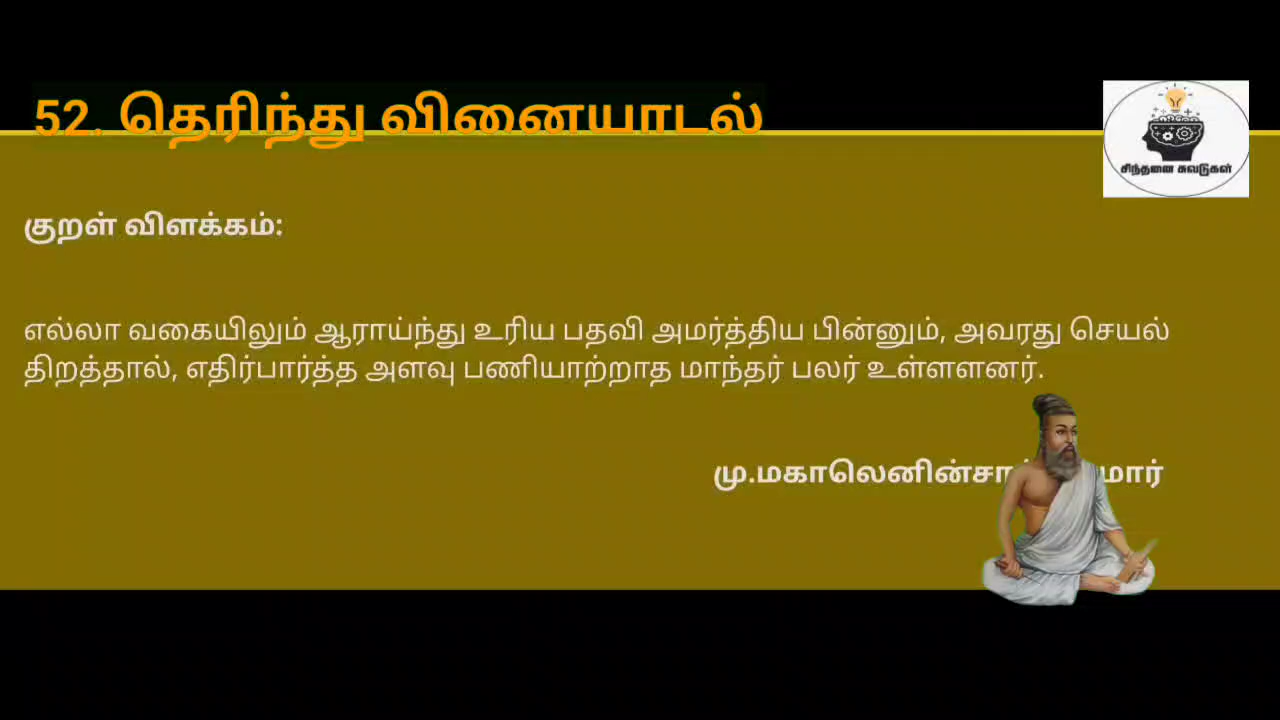 52. தெரிந்து வினையாடல்
சிந்தனை சுவடுகள்
குறள் விளக்கம்:
எல்லா வகையிலும் ஆராய்ந்து உரிய பதவி அமர்த்திய பின்னும், அவரது செயல்
திறத்தால், எதிர்பார்த்த அளவு பணியாற்றாத மாந்தர் பலர் உள்ளளனர்.